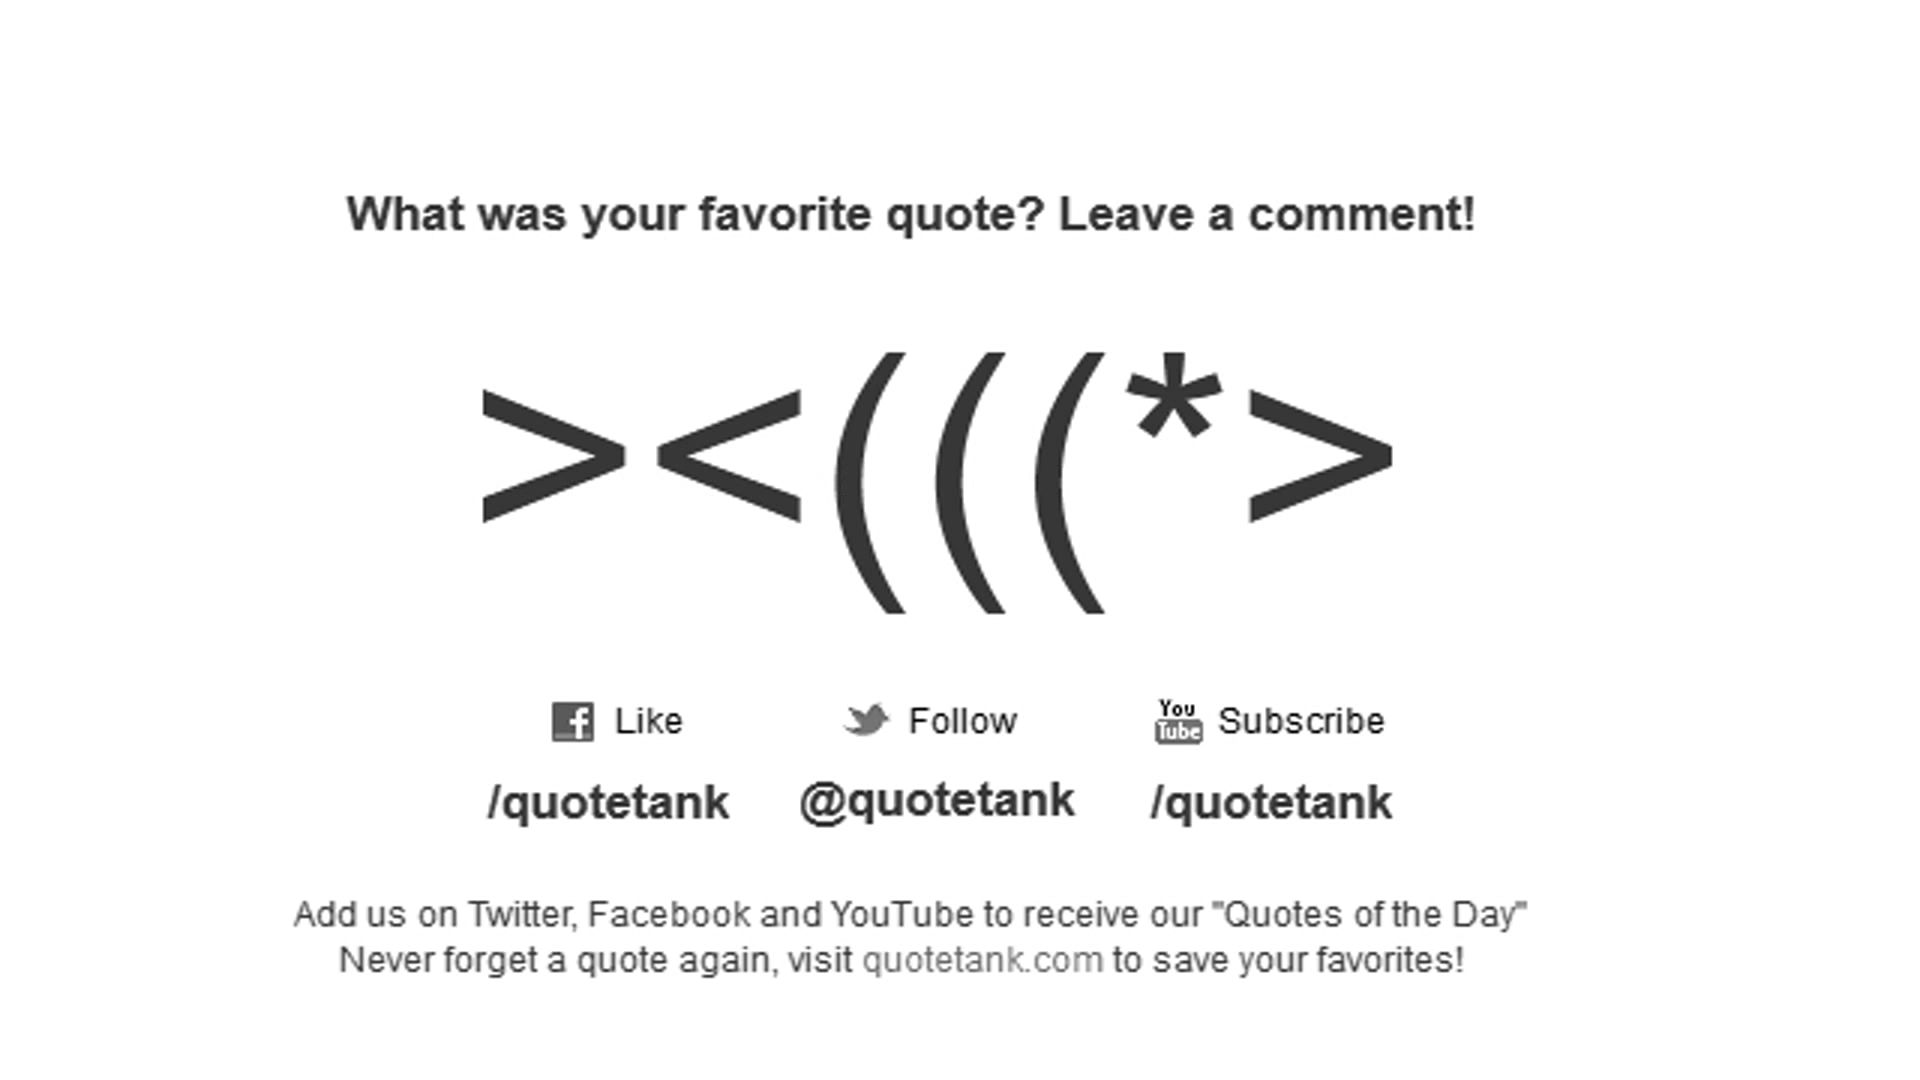 What was your favorite quote? Leave a comment!
><(((*>
f Like Follow You Tube Subscribe
/quotetank @quotetank /quotetank
Add us on Twitter, Facebook and YouTube to receive our "Quotes of the Day"
Never forget a quote again, visit quotetank.com to save your favorites!